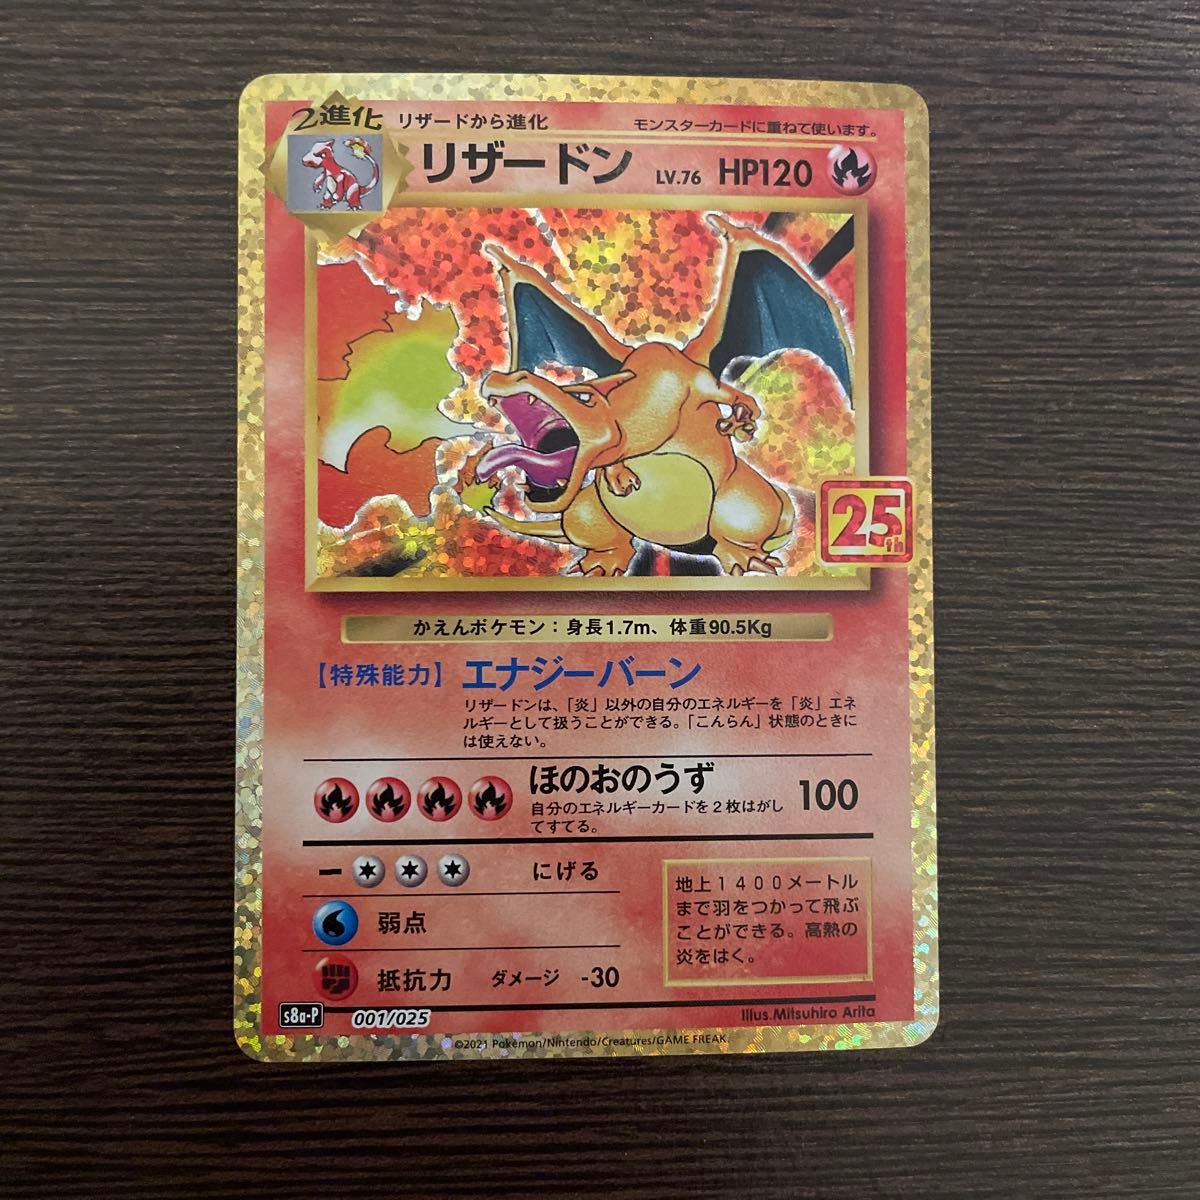 2進化 リザードから進化 モンスターカードに重ねて使います。
リザードン LV.76 HP120
25th
かえんポケモン：身長1.7m、体重90.5Kg
【特殊能力】エナジーバーン
リザードンは、「炎」以外の自分のエネルギーを「炎」エネ
ルギーとして扱うことができる。「こんらん」状態のときに
は使えない。
ほのおのうず 100
自分のエネルギーカードを２枚はがし
てすてる。
ー にげる
弱点
抵抗力 ダメージ -30
地上１４００メートル
まで羽をつかって飛ぶ
ことができる。高熱の
炎をはく。
s8a-P 001/025 Illus.Mitsuhiro Arita
©2021 Pokémon/Nintendo/Creatures/GAME FREAK.